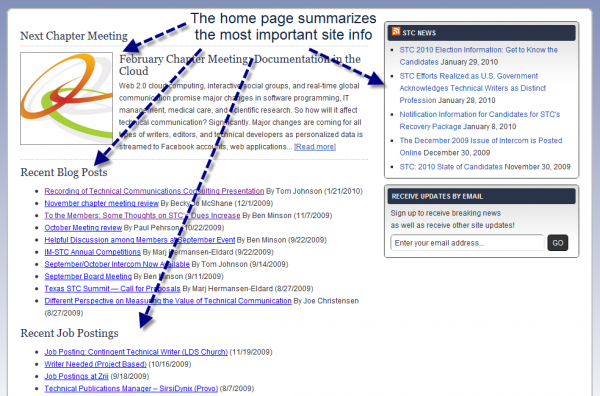 The home page summarizes
the most important site info
Next Chapter Meeting
February Chapter Meeting: Documentation in the
Cloud
Web 2.0 cloud computing, interactive social groups, and real-time global
communication promise major changes in software programming, IT
management, medical care, and scientific research. So how will it affect
technical communication? Significantly. Major changes are coming for all
types of writers, editors, and technical developers as personalized data is
streamed to Facebook accounts, web applications... [Read more]
Recent Blog Posts
• Recording of Technical Communications Consulting Presentation By Tom Johnson (1/21/2010)
• November chapter meeting review By Becky Jo McShane (12/1/2009)
• To the Members: Some Thoughts on STC's Dues Increase By Ben Minson (11/7/2009)
• October Meeting review By Paul Pehrson (10/22/2009)
• Helpful Discussion among Members at September Event By Ben Minson (9/22/2009)
• IM-STC Annual Competitions By Marj Hermansen-Eldard (9/22/2009)
• September/October Intercom Now Available By Tom Johnson (9/14/2009)
• September Board Meeting By Ben Minson (9/11/2009)
• Texas STC Summit — Call for Proposals By Marj Hermansen-Eldard (8/27/2009)
• Different Perspective on Measuring the Value of Technical Communication By Joe Christensen
(8/27/2009)
Recent Job Postings
• Job Posting: Contingent Technical Writer (LDS Church) (11/19/2009)
• Writer Needed (Project Based) (10/16/2009)
• Job Postings at Zrii (9/18/2009)
• Technical Publications Manager – SirsiDynix (Provo) (8/7/2009)
STC NEWS
• STC 2010 Election Information: Get to Know the
Candidates January 29, 2010
• STC Efforts Realized as U.S. Government
Acknowledges Technical Writers as Distinct
Profession January 28, 2010
• Notification Information for Candidates for STC's
Recovery Package January 8, 2010
• The December 2009 Issue of Intercom is Posted
Online December 30, 2009
• STC: 2010 Slate of Candidates November 30, 2009
RECEIVE UPDATES BY EMAIL
Sign up to receive breaking news
as well as receive other site updates!
Enter your email address... GO